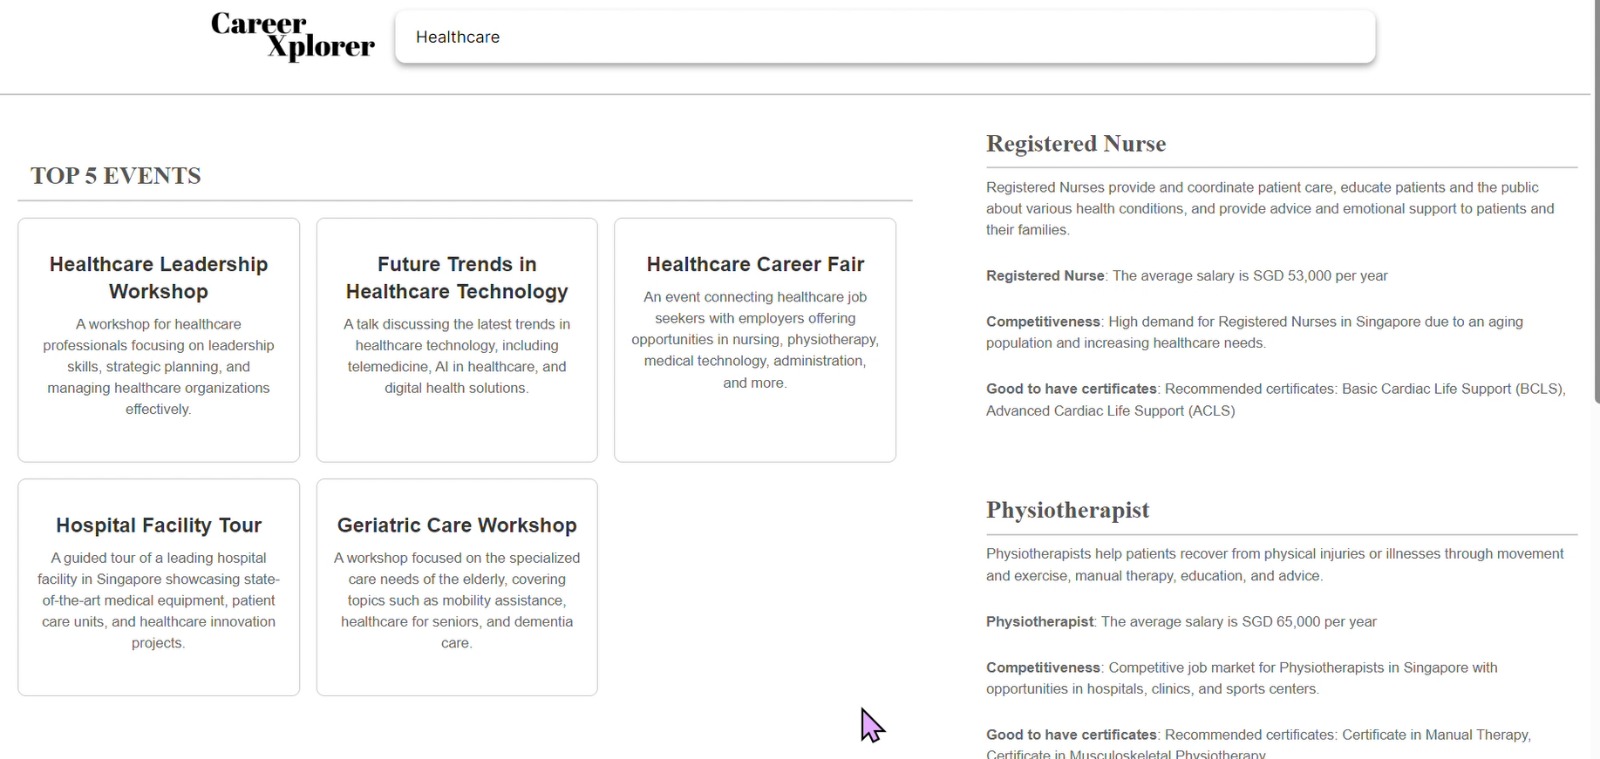 Career
Xplorer
Healthcare
TOP 5 EVENTS
Healthcare Leadership
Workshop
A workshop for healthcare
professionals focusing on leadership
skills, strategic planning, and
managing healthcare organizations
effectively.
Future Trends in
Healthcare Technology
A talk discussing the latest trends in
healthcare technology, including
telemedicine, AI in healthcare, and
digital health solutions.
Healthcare Career Fair
An event connecting healthcare job
seekers with employers offering
opportunities in nursing, physiotherapy,
medical technology, administration,
and more.
Hospital Facility Tour
A guided tour of a leading hospital
facility in Singapore showcasing state-
of-the-art medical equipment, patient
care units, and healthcare innovation
projects.
Geriatric Care Workshop
A workshop focused on the specialized
care needs of the elderly, covering
topics such as mobility assistance,
healthcare for seniors, and dementia
care.
Registered Nurse
Registered Nurses provide and coordinate patient care, educate patients and the public
about various health conditions, and provide advice and emotional support to patients and
their families.
Registered Nurse: The average salary is SGD 53,000 per year
Competitiveness: High demand for Registered Nurses in Singapore due to an aging
population and increasing healthcare needs.
Good to have certificates: Recommended certificates: Basic Cardiac Life Support (BCLS),
Advanced Cardiac Life Support (ACLS)
Physiotherapist
Physiotherapists help patients recover from physical injuries or illnesses through movement
and exercise, manual therapy, education, and advice.
Physiotherapist: The average salary is SGD 65,000 per year
Competitiveness: Competitive job market for Physiotherapists in Singapore with
opportunities in hospitals, clinics, and sports centers.
Good to have certificates: Recommended certificates: Certificate in Manual Therapy,
Certificate in Musculoskeletal Physiotherapy